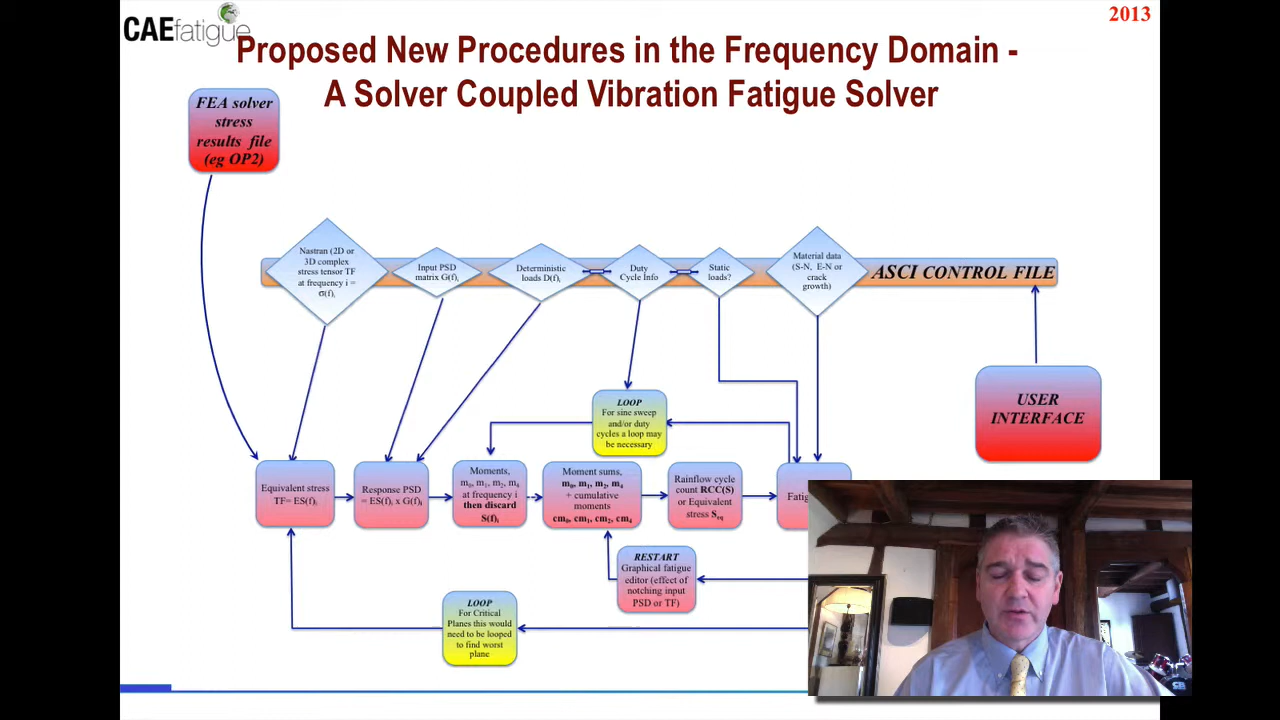 CAEfatigue
2013
Proposed New Procedures in the Frequency Domain -
A Solver Coupled Vibration Fatigue Solver
FEA solver
stress
results file
(eg OP2)
Nastran (2D or
3D complex
stress tensor TF
at frequency i =
σ(f)i
Input PSD
matrix G(f)i
Deterministic
loads D(f)i
Duty
Cycle Info
Static
loads?
Material data
(S-N, E-N or
crack
growth)
ASCI CONTROL FILE
USER
INTERFACE
LOOP
For sine sweep
and/or duty
cycles a loop may
be necessary
Equivalent stress
TF= ES(f)i
Response PSD
= ES(f)i x G(f)i
Moments,
m0, m1, m2, m4
at frequency i
then discard
S(f)i
Moment sums,
m0, m1, m2, m4
+ cumulative
moments
cm0, cm1, cm2, cm4
Rainflow cycle
count RCC(S)
or Equivalent
stress Seq
RESTART
Graphical fatigue
editor (effect of
notching input
PSD or TF)
LOOP
For Critical
Planes this would
need to be looped
to find worst
plane